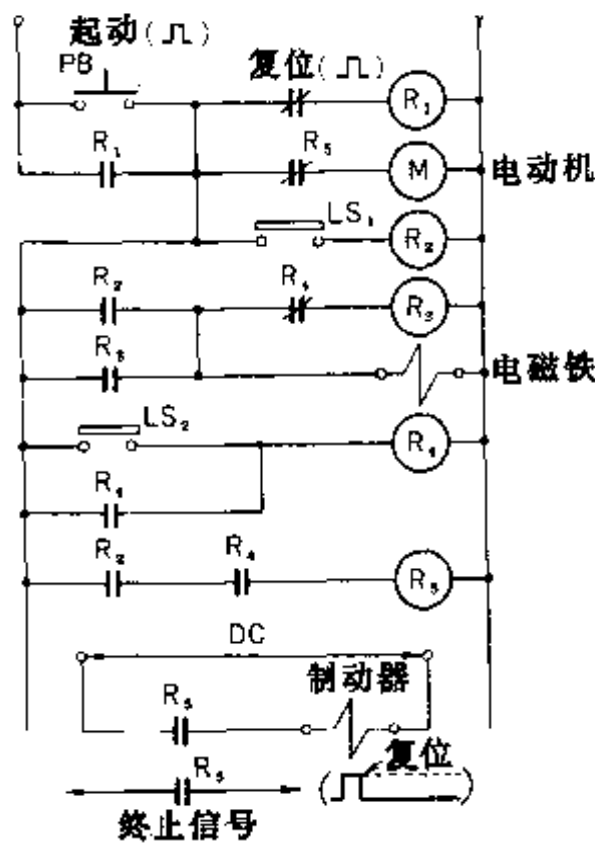 起动(⎍)
PB
复位(⎍)
R₁
R₁
R₅
M
电动机
LS₁
R₂
R₂
R₄
R₃
R₃
电磁铁
LS₂
R₄
R₄
R₂
R₄
R₅
DC
制动器
R₅
复位
R₅
终止信号